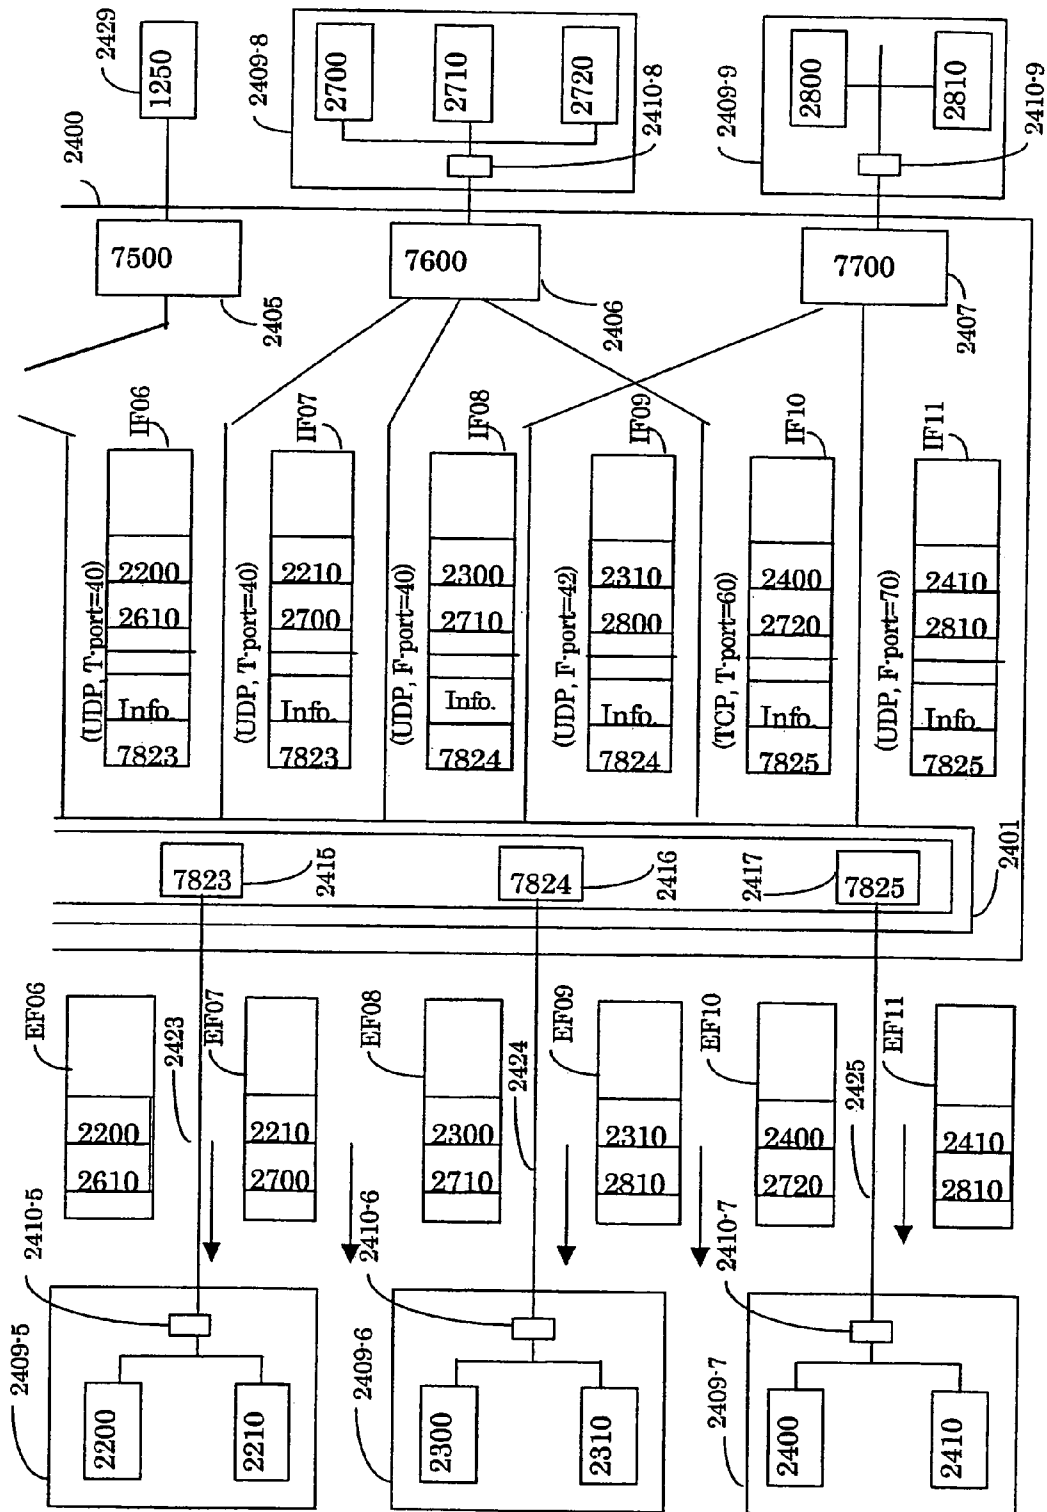 2429
1250
2400
2409-8
2700
2710
2720
2410-8
2409-9
2800
2810
2410-9
7500
2405
7600
2406
7700
2407
IF06
2200
2610
Info.
7823
(UDP, T-port=40)
IF07
2210
2700
Info.
7823
(UDP, T-port=40)
IF08
2300
2710
Info.
7824
(UDP, F-port=40)
IF09
2310
2800
Info.
7824
(UDP, F-port=42)
IF10
2400
2720
Info.
7825
(TCP, T-port=60)
IF11
2410
2810
Info.
7825
(UDP, F-port=70)
7823
2415
7824
2416
2417
7825
2401
EF06
2200
2610
2423
EF07
2210
2700
EF08
2300
2710
2424
EF09
2310
2810
EF10
2400
2720
2425
EF11
2410
2810
2410-5
2409-5
2200
2210
2410-6
2409-6
2300
2310
2410-7
2409-7
2400
2410